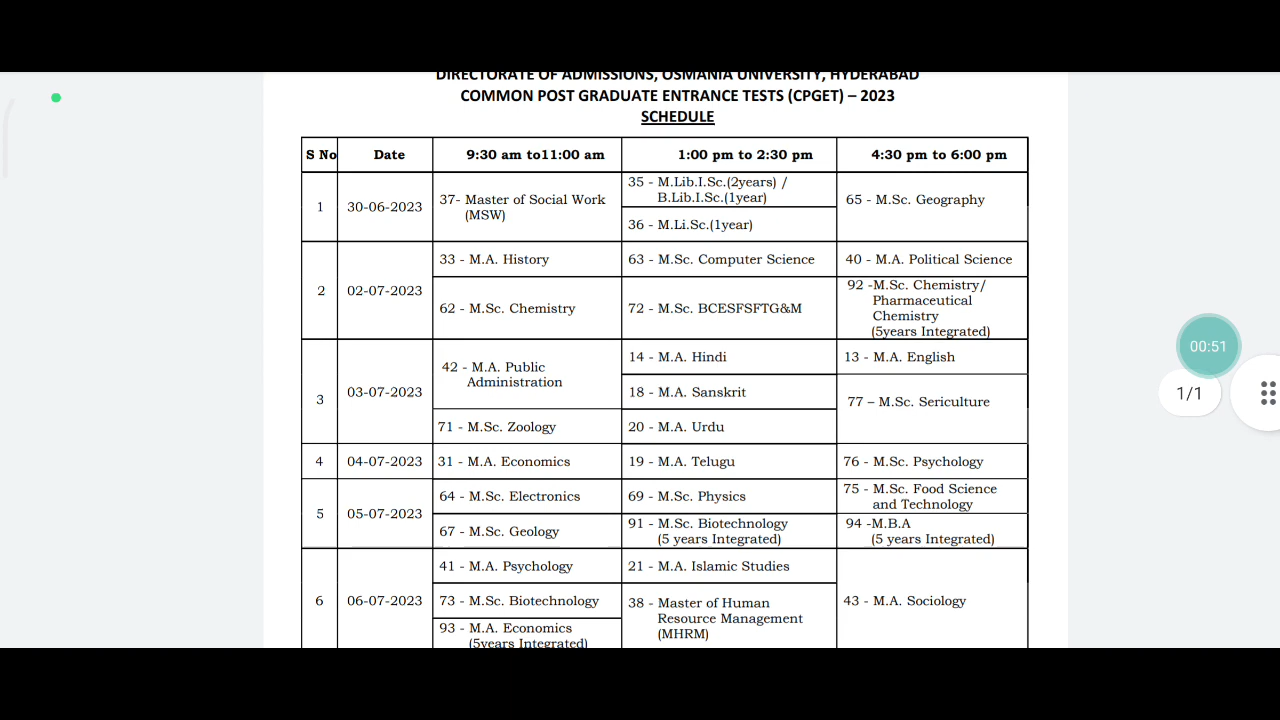 DIRECTORATE OF ADMISSIONS, OSMANIA UNIVERSITY, HYDERABAD
COMMON POST GRADUATE ENTRANCE TESTS (CPGET) – 2023
SCHEDULE
S No Date 9:30 am to11:00 am 1:00 pm to 2:30 pm 4:30 pm to 6:00 pm
1 30-06-2023
37- Master of Social Work
(MSW)
35 - M.Lib.I.Sc.(2years) /
B.Lib.I.Sc.(1year)
36 - M.Li.Sc.(1year)
65 - M.Sc. Geography
2 02-07-2023
33 - M.A. History
62 - M.Sc. Chemistry
63 - M.Sc. Computer Science
72 - M.Sc. BCESFSFTG&M
40 - M.A. Political Science
92 -M.Sc. Chemistry/
Pharmaceutical
Chemistry
(5years Integrated)
3 03-07-2023
42 - M.A. Public
Administration
71 - M.Sc. Zoology
14 - M.A. Hindi
18 - M.A. Sanskrit
20 - M.A. Urdu
13 - M.A. English
77 – M.Sc. Sericulture
4 04-07-2023 31 - M.A. Economics 19 - M.A. Telugu 76 - M.Sc. Psychology
5 05-07-2023
64 - M.Sc. Electronics
67 - M.Sc. Geology
69 - M.Sc. Physics
91 - M.Sc. Biotechnology
(5 years Integrated)
75 - M.Sc. Food Science
and Technology
94 -M.B.A
(5 years Integrated)
6 06-07-2023
41 - M.A. Psychology
73 - M.Sc. Biotechnology
93 - M.A. Economics
(5years Integrated)
21 - M.A. Islamic Studies
38 - Master of Human
Resource Management
(MHRM)
43 - M.A. Sociology
00:51
1/1